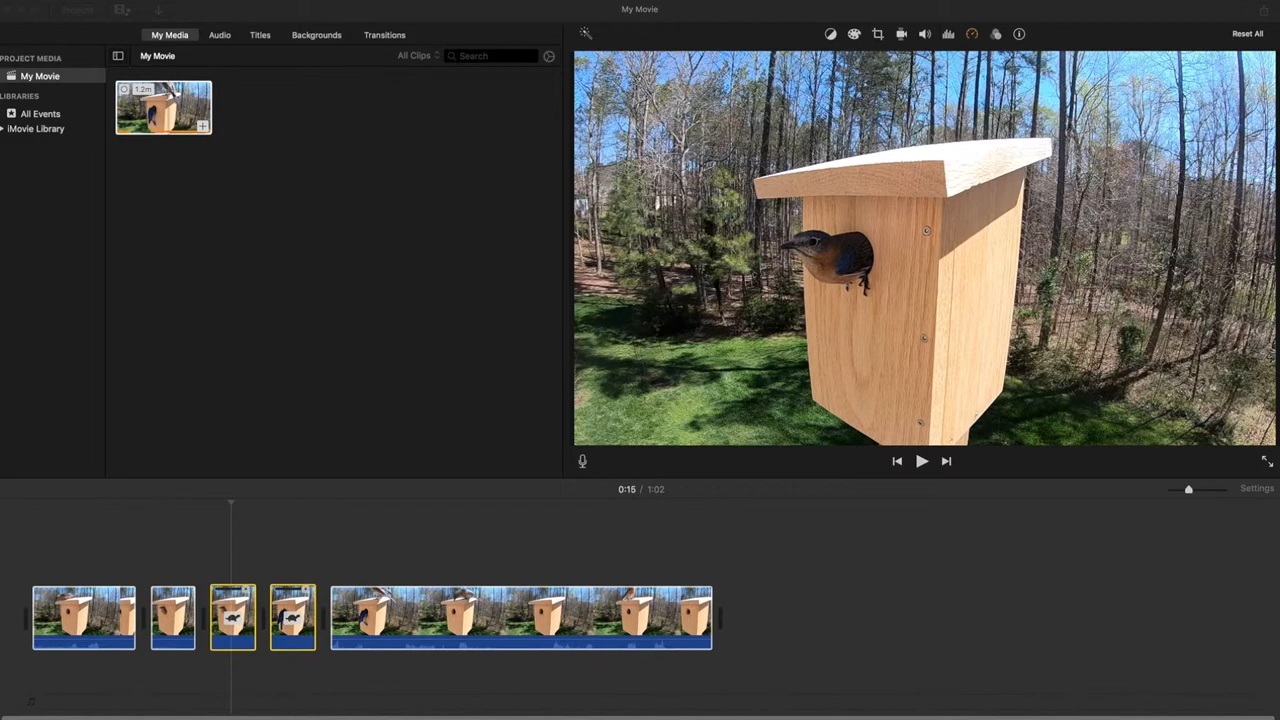 My Movie
Projects
My Media
Audio
Titles
Backgrounds
Transitions
Reset All
PROJECT MEDIA
My Movie
My Movie
All Clips
Search
LIBRARIES
All Events
iMovie Library
1.2m
0:15 / 1:02
Settings